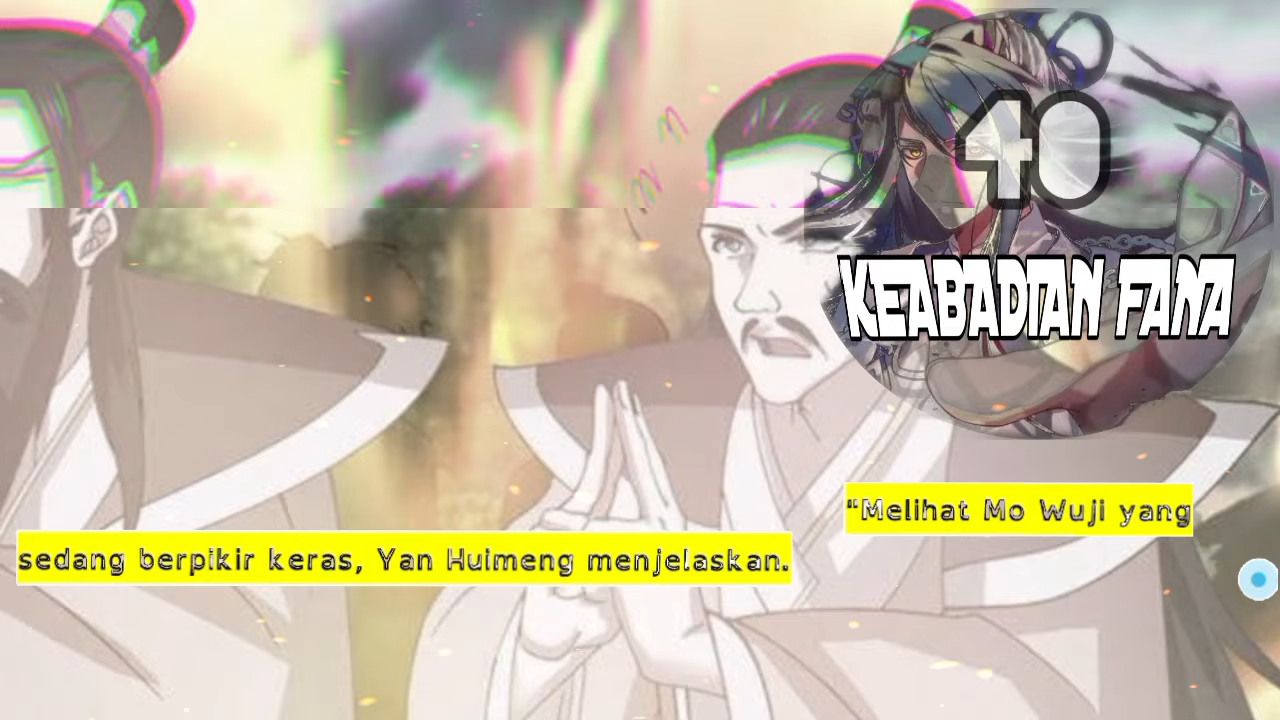 40
KEABADIAN FANA
"Melihat Mo Wuji yang
sedang berpikir keras, Yan Huimeng menjelaskan.